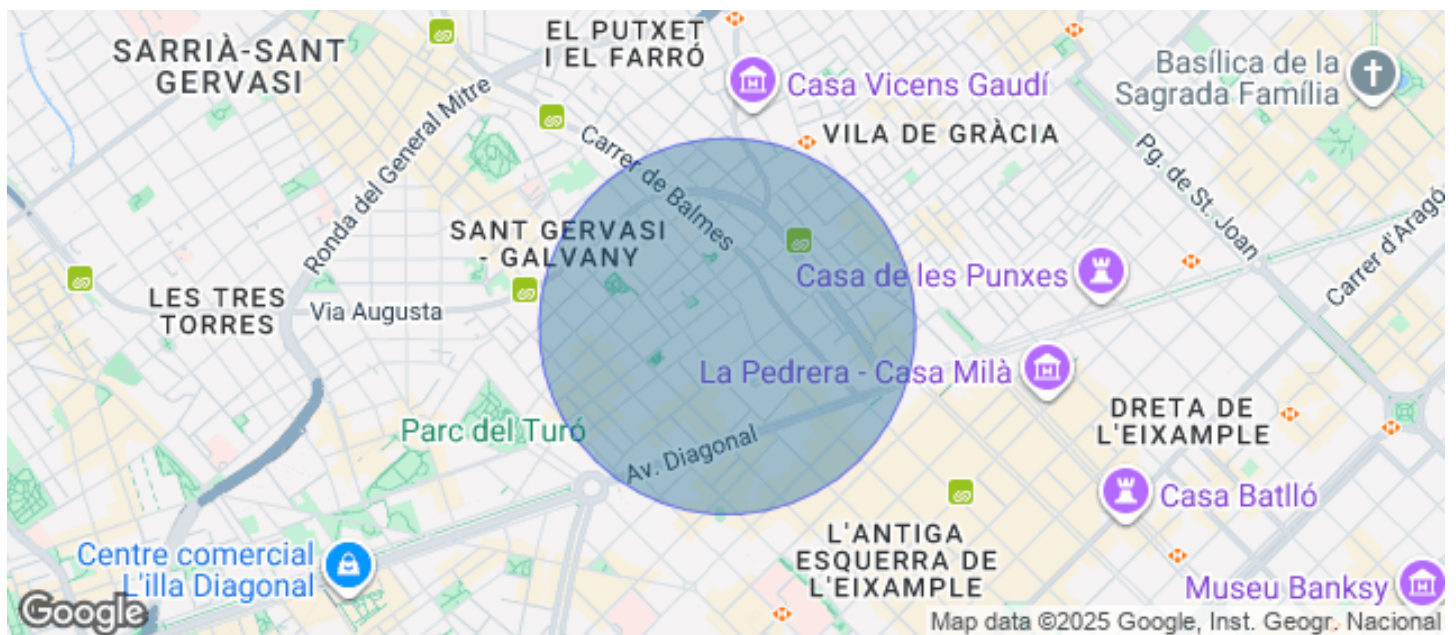 SARRIÀ-SANT
GERVASI
EL PUTXET
I EL FARRÓ
Casa Vicens Gaudí
Basílica de la
Sagrada Família
VILA DE GRÀCIA
Ronda del General Mitre
Carrer de Balmes
Pg. de St. Joan
Carrer d'Aragó
SANT GERVASI
- GALVANY
Casa de les Punxes
LES TRES
TORRES
Via Augusta
La Pedrera - Casa Milà
Parc del Turó
Av. Diagonal
DRETA DE
L'EIXAMPLE
Casa Batlló
L'ANTIGA
ESQUERRA DE
L'EIXAMPLE
Centre comercial
L'illa Diagonal
Museu Banksy
Google
Map data ©2025 Google, Inst. Geogr. Nacional